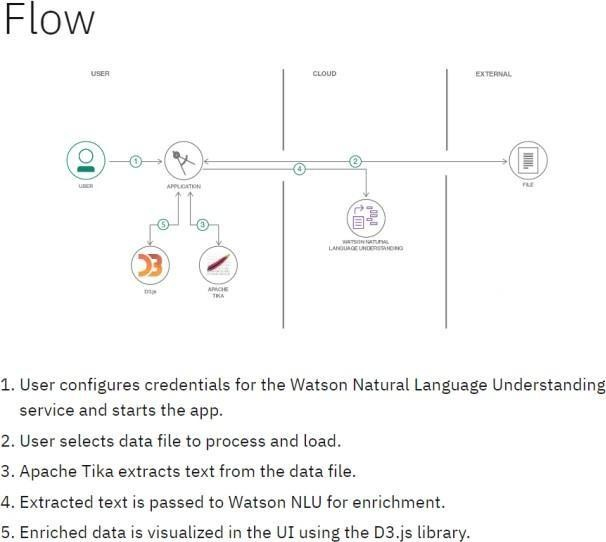 Flow
USER
CLOUD
EXTERNAL
1
2
4
USER
APPLICATION
FILE
5
3
WATSON NATURAL
LANGUAGE UNDERSTANDING
D3.js
APACHE
TIKA
1. User configures credentials for the Watson Natural Language Understanding
service and starts the app.
2. User selects data file to process and load.
3. Apache Tika extracts text from the data file.
4. Extracted text is passed to Watson NLU for enrichment.
5. Enriched data is visualized in the UI using the D3.js library.